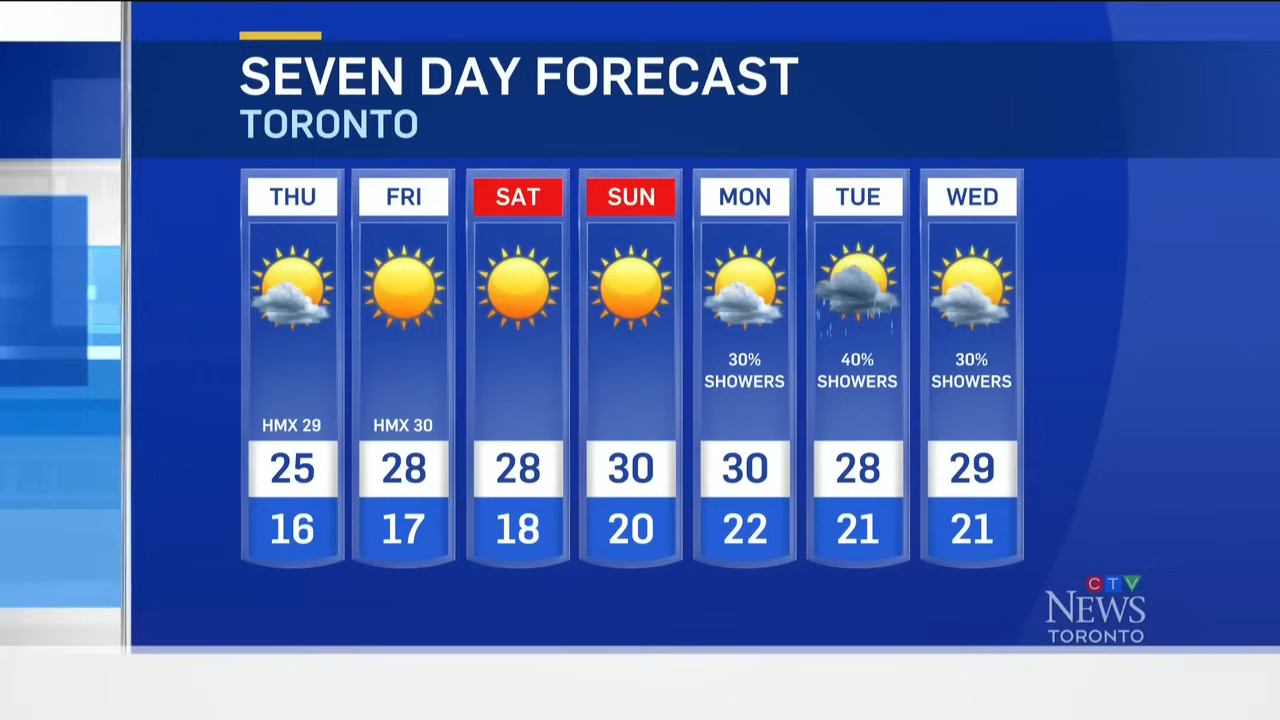 SEVEN DAY FORECAST
TORONTO
THU FRI SAT SUN MON TUE WED
30% 40% 30%
SHOWERS SHOWERS SHOWERS
HMX 29 HMX 30
25 28 28 30 30 28 29
16 17 18 20 22 21 21
CTV
NEWS
TORONTO